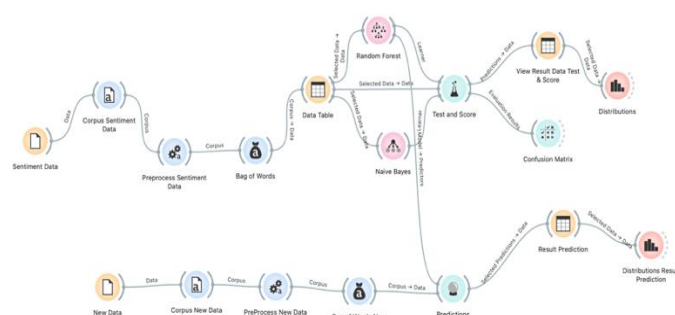 Random Forest
Selected Data → Data
Learner
Predictions → Data
View Result Data Test
& Score
Selected Data → Data
Distributions
Data
Corpus Sentiment
Data
Corpus
Corpus → Data
Data Table
Selected Data → Data
Test and Score
Evaluation Results
Confusion Matrix
Sentiment Data
Preprocess Sentiment
Data
Corpus
Bag of Words
Selected Data → Data
Naive Bayes
Model → Predictors
Selected Predictions → Data
Result Prediction
Selected Data → Data
Distributions Resu
Prediction
New Data
Data
Corpus New Data
Corpus
PreProcess New Data
Corpus
Corpus → Data
Predictions